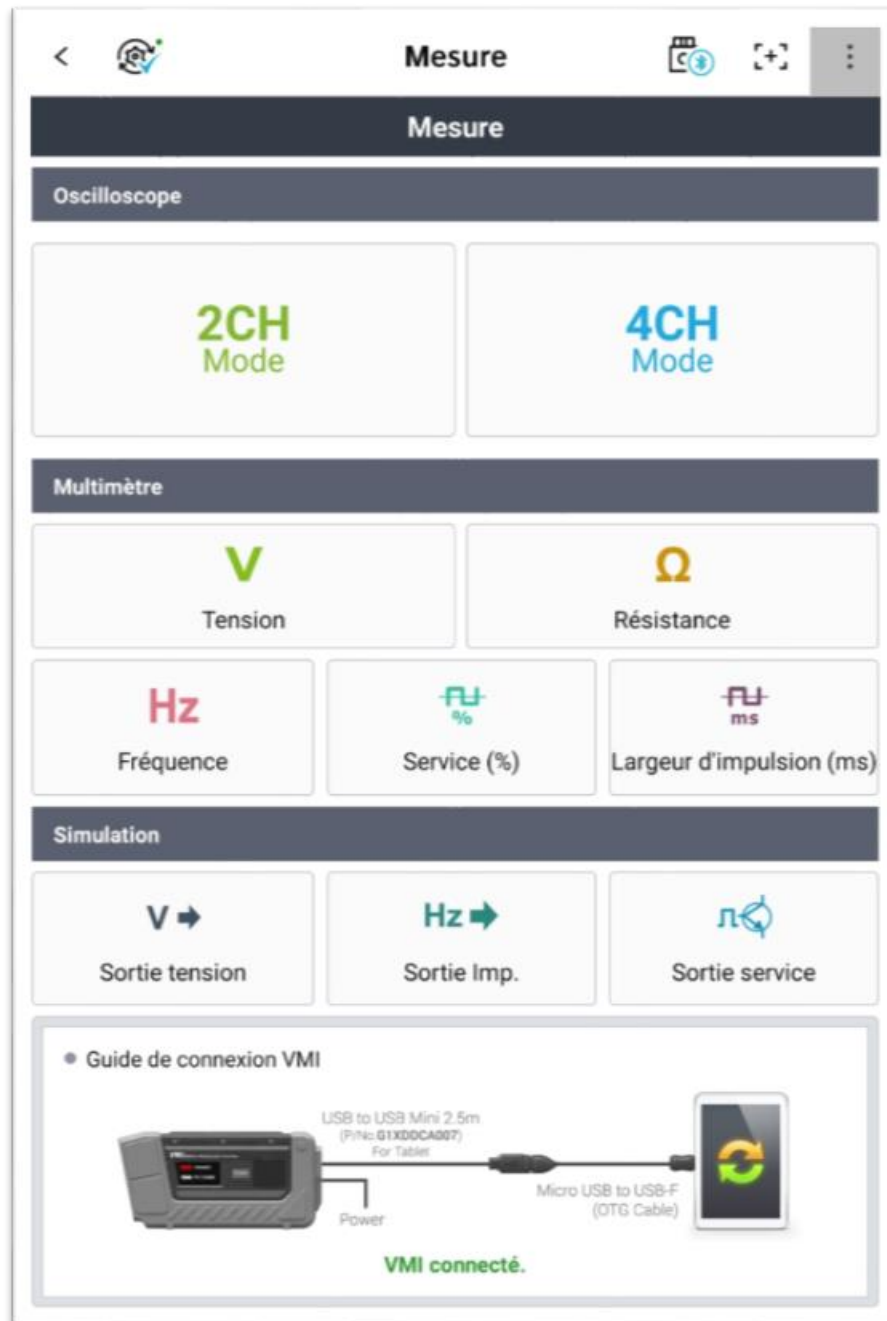 Mesure
Mesure
Oscilloscope
2CH
Mode
4CH
Mode
Multimètre
V
Tension
Ω
Résistance
Hz
Fréquence
%
Service (%)
ms
Largeur d'impulsion (ms)
Simulation
V
Sortie tension
Hz
Sortie Imp.
Sortie service
Guide de connexion VMI
USB to USB Mini 2.5m
(P/No.G1XDDCA007)
For Tablet
Power
Micro USB to USB-F
(OTG Cable)
VMI connecté.